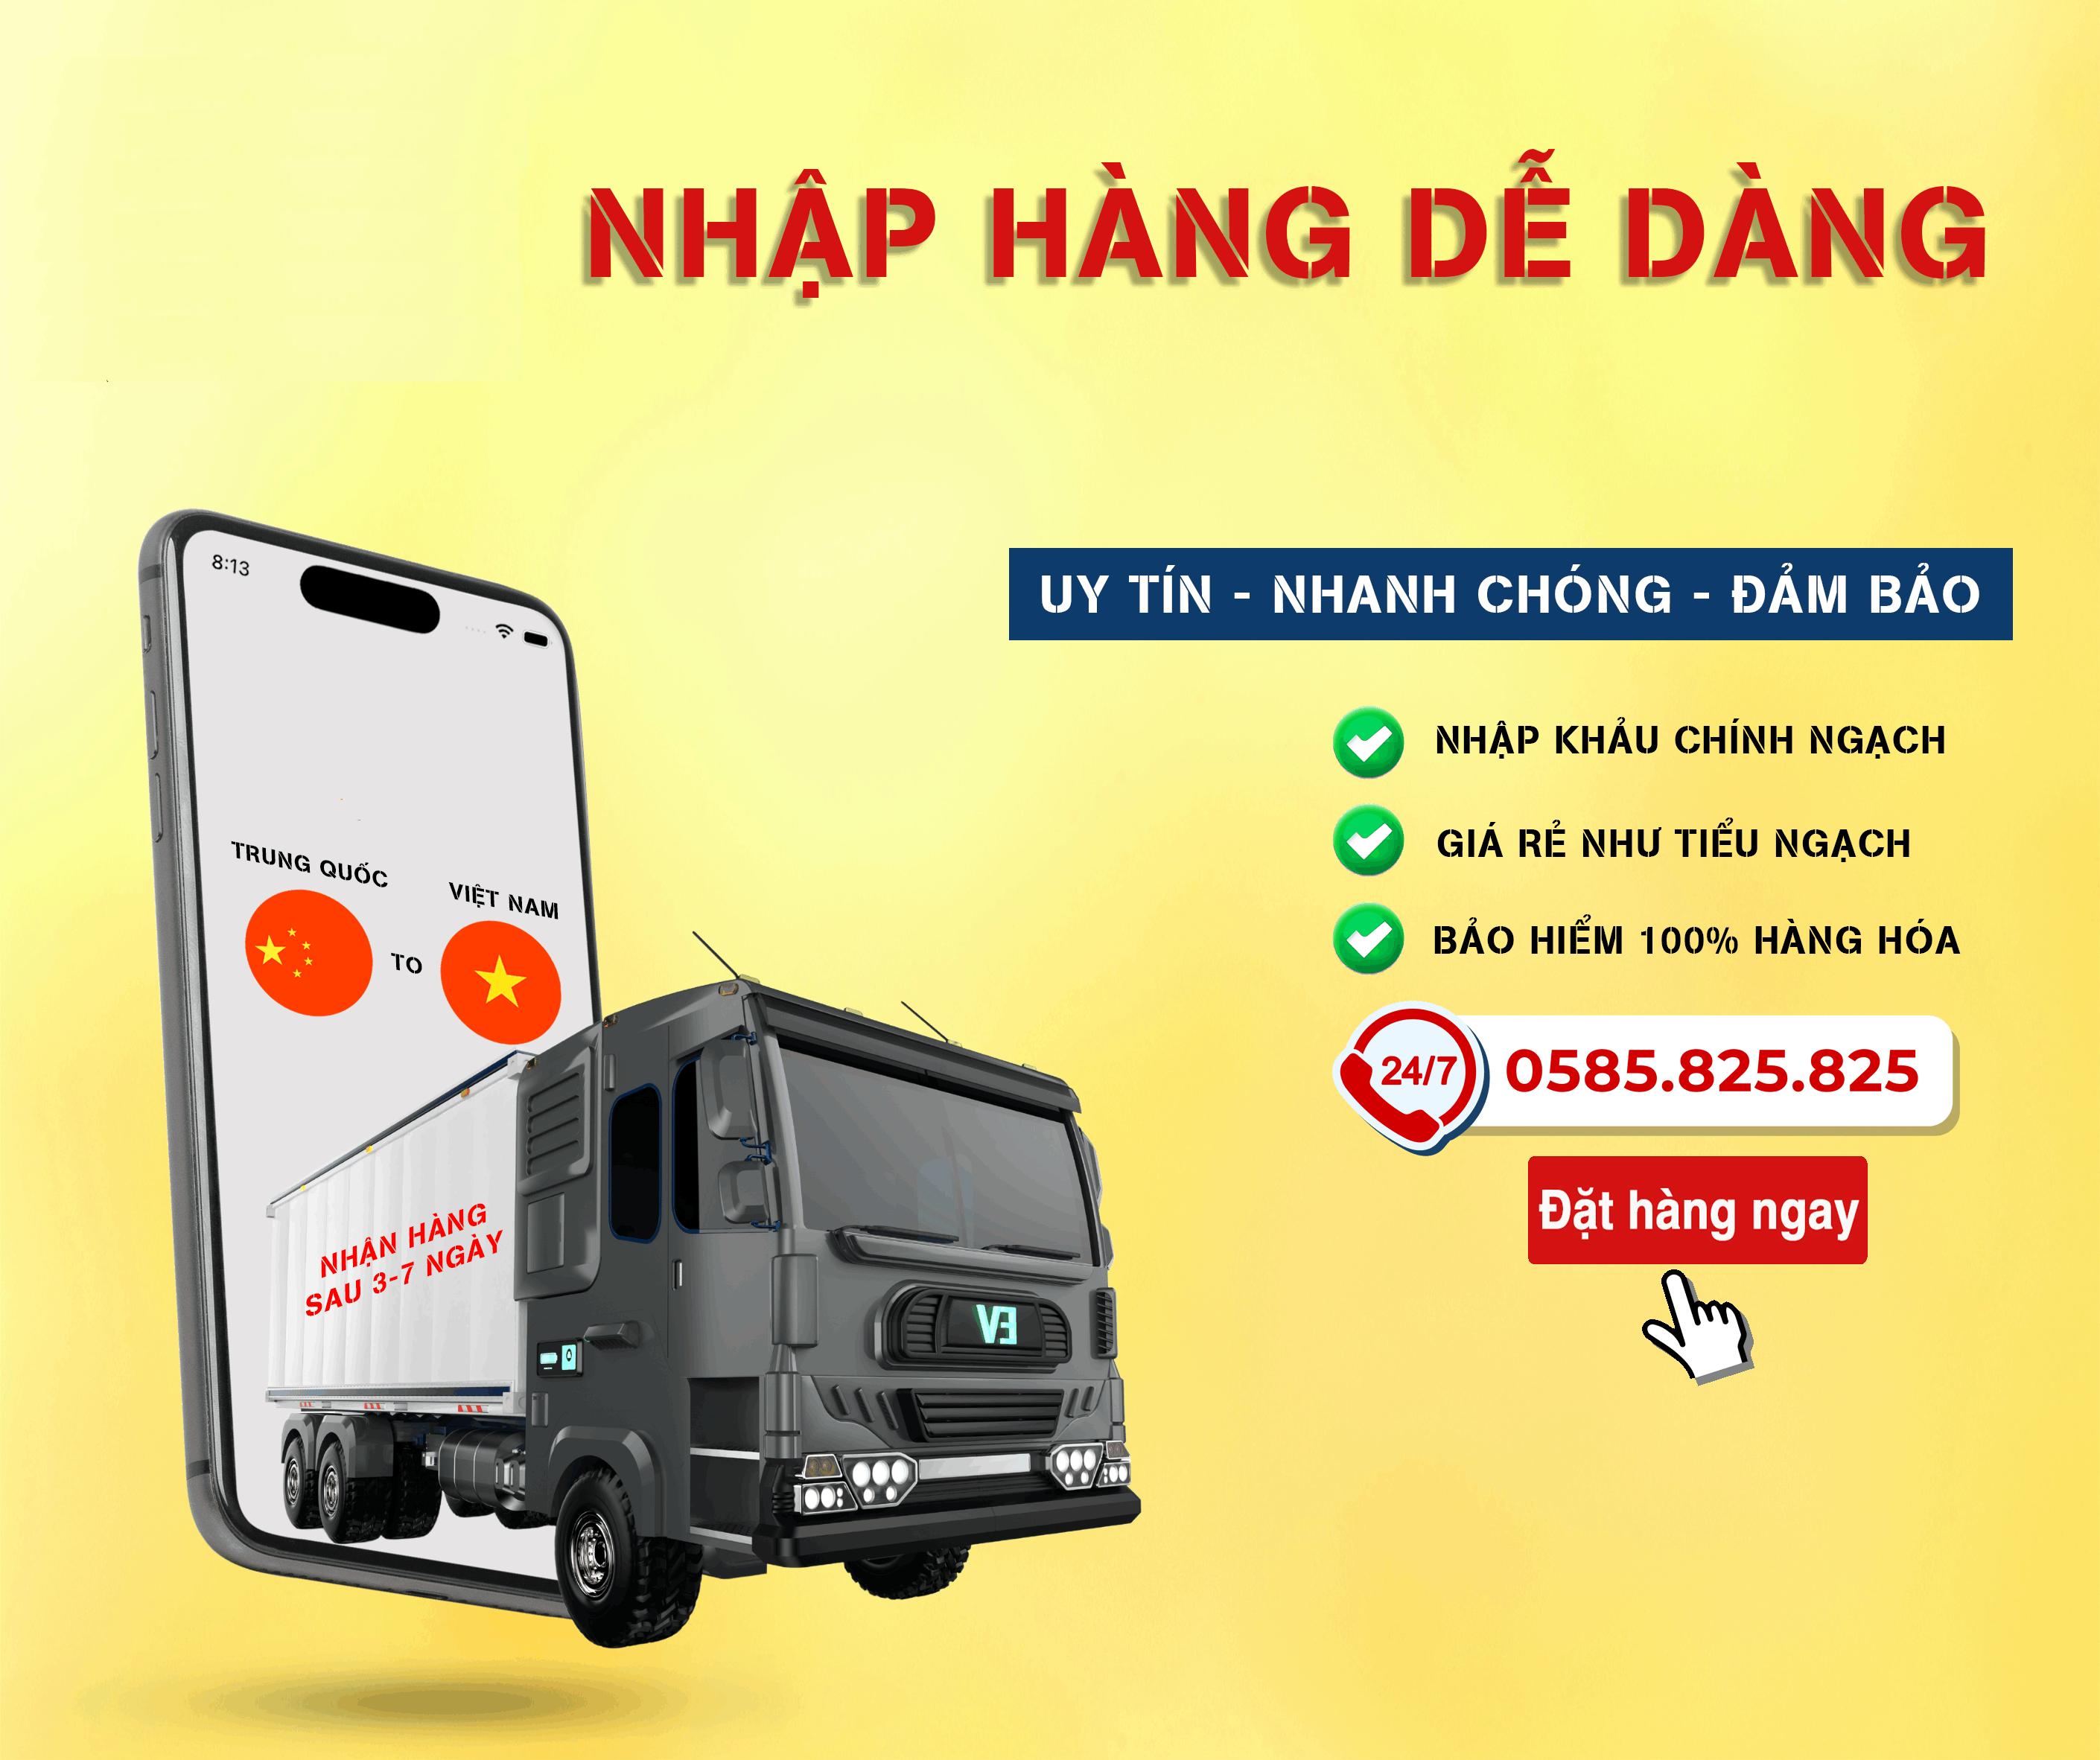 NHẬP HÀNG DỄ DÀNG
UY TÍN - NHANH CHÓNG - ĐẢM BẢO
NHẬP KHẢU CHÍNH NGẠCH
GIÁ RẺ NHƯ TIỂU NGẠCH
BẢO HIỂM 100% HÀNG HÓA
24/7 0585.825.825
Đặt hàng ngay
8:13
TRUNG QUỐC
VIỆT NAM
TO
NHẬN HÀNG
SAU 3-7 NGÀY